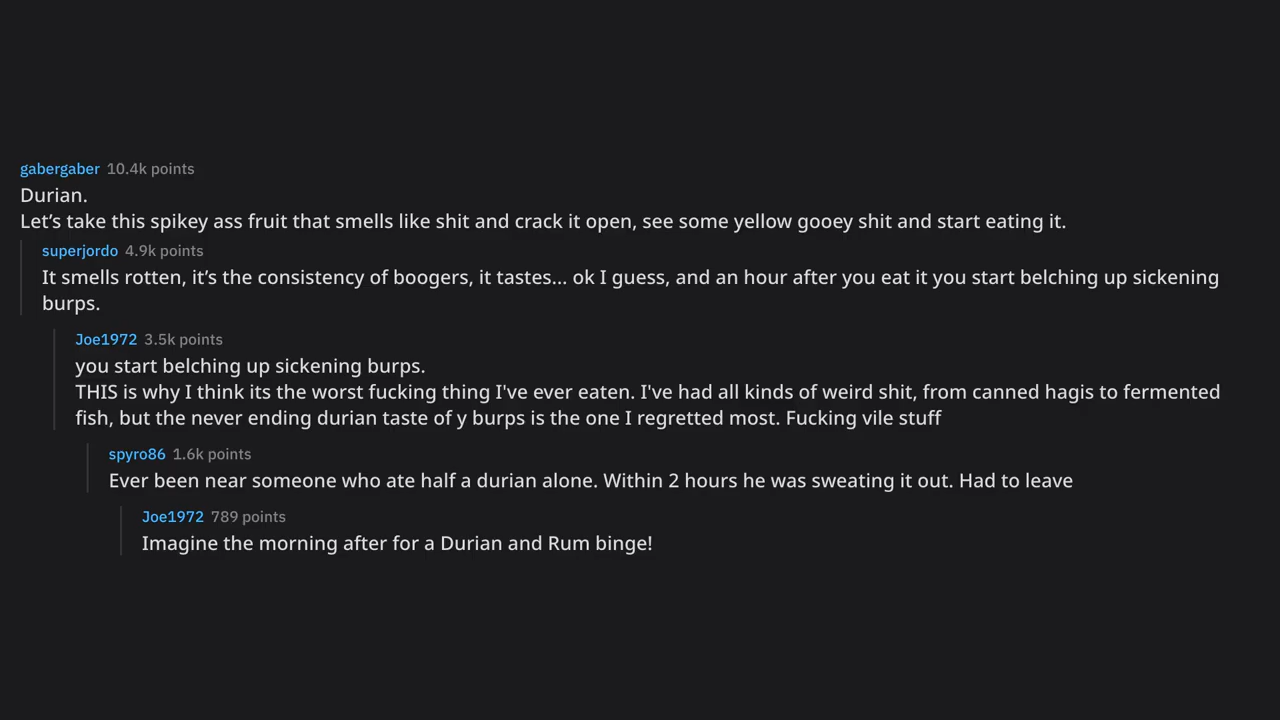 gabergaber 10.4k points
Durian.
Let’s take this spikey ass fruit that smells like shit and crack it open, see some yellow gooey shit and start eating it.
superjordo 4.9k points
It smells rotten, it’s the consistency of boogers, it tastes... ok I guess, and an hour after you eat it you start belching up sickening
burps.
Joe1972 3.5k points
you start belching up sickening burps.
THIS is why I think its the worst fucking thing I've ever eaten. I've had all kinds of weird shit, from canned hagis to fermented
fish, but the never ending durian taste of y burps is the one I regretted most. Fucking vile stuff
spyro86 1.6k points
Ever been near someone who ate half a durian alone. Within 2 hours he was sweating it out. Had to leave
Joe1972 789 points
Imagine the morning after for a Durian and Rum binge!